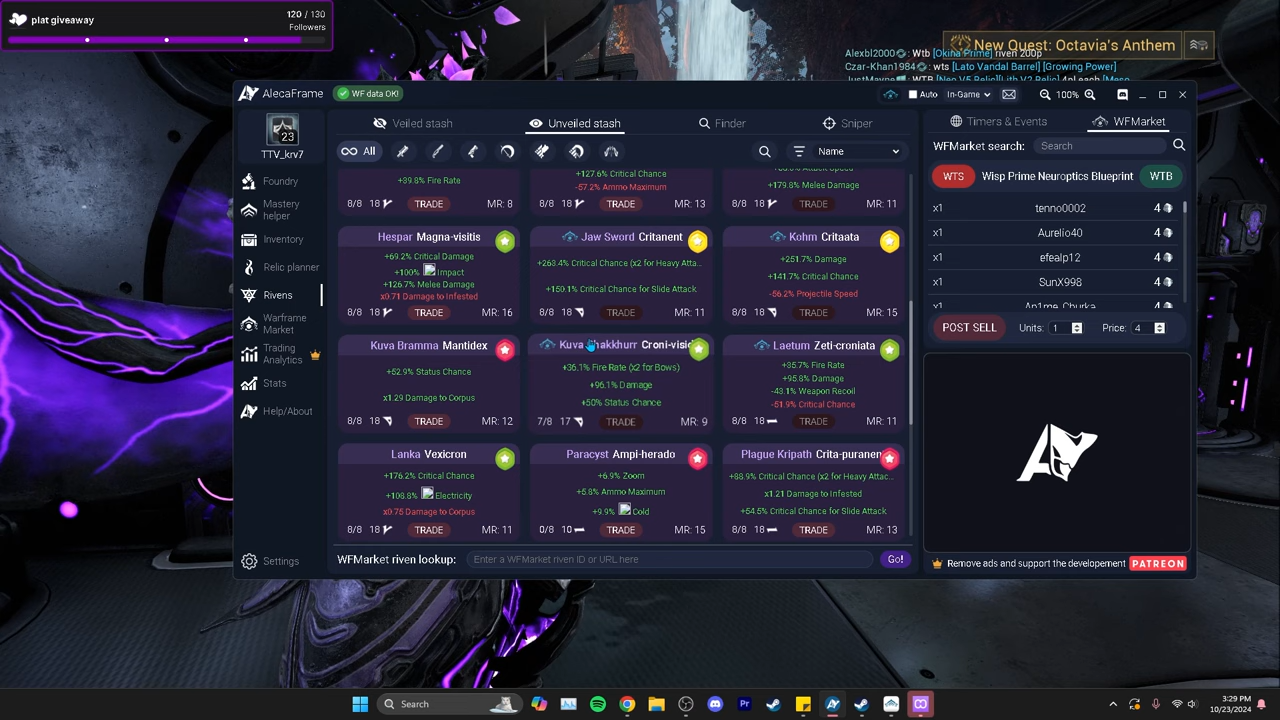 plat giveaway
120 / 130
Followers
New Quest: Octavia's Anthem
Alexbl2000: Wtb [Okina Prime] riven 200p
Czar-Khan1984: wts [Lato Vandal Barrel] [Growing Power]
WTB [Neo V5 Relic][Lith V2 Relic] 4pl each [Meso
AlecaFrame
WF data OK!
Auto
In-Game
100%
23
TTV_krv7
Foundry
Mastery
helper
Inventory
Relic planner
Rivens
Warframe
Market
Trading
Analytics
Stats
Help/About
Settings
Veiled stash
Unveiled stash
Finder
Sniper
All
Name
+39.8% Fire Rate
8/8 18 TRADE MR: 8
+127.6% Critical Chance
-57.2% Ammo Maximum
8/8 18 TRADE MR: 13
+179.8% Melee Damage
8/8 18 TRADE MR: 11
Hespar Magna-visitis
+69.2% Critical Damage
+100% Impact
+126.7% Melee Damage
x0.71 Damage to Infested
8/8 18 TRADE MR: 16
Jaw Sword Critanent
+263.4% Critical Chance (x2 for Heavy Atta...
+150.1% Critical Chance for Slide Attack
8/8 18 TRADE MR: 11
Kohm Critaata
+251.7% Damage
+141.7% Critical Chance
-56.2% Projectile Speed
8/8 18 TRADE MR: 15
Kuva Bramma Mantidex
+52.9% Status Chance
x1.29 Damage to Corpus
8/8 18 TRADE MR: 12
Kuva Chakkhurr Croni-visi
+36.1% Fire Rate (x2 for Bows)
+96.1% Damage
+50% Status Chance
7/8 17 TRADE MR: 9
Laetum Zeti-croniata
+35.7% Fire Rate
+95.8% Damage
-43.1% Weapon Recoil
-51.9% Critical Chance
8/8 18 TRADE MR: 11
Lanka Vexicron
+176.2% Critical Chance
+108.8% Electricity
x0.75 Damage to Corpus
8/8 18 TRADE MR: 11
Paracyst Ampi-herado
+6.9% Zoom
+5.8% Ammo Maximum
+9.9% Cold
0/8 10 TRADE MR: 15
Plague Kripath Crita-puranen
+88.9% Critical Chance (x2 for Heavy Attac...
x1.21 Damage to Infested
+54.5% Critical Chance for Slide Attack
8/8 18 TRADE MR: 13
WFMarket riven lookup:
Enter a WFMarket riven ID or URL here
Go!
Timers & Events
WFMarket
WFMarket search:
Search
WTS
Wisp Prime Neuroptics Blueprint
WTB
x1 tenno0002 4
x1 Aurelio40 4
x1 efealp12 4
x1 SunX998 4
x1 An1me_Churka 4
POST SELL
Units: 1
Price: 4
Remove ads and support the developement
PATREON
Search
Pr
3:29 PM
10/23/2024